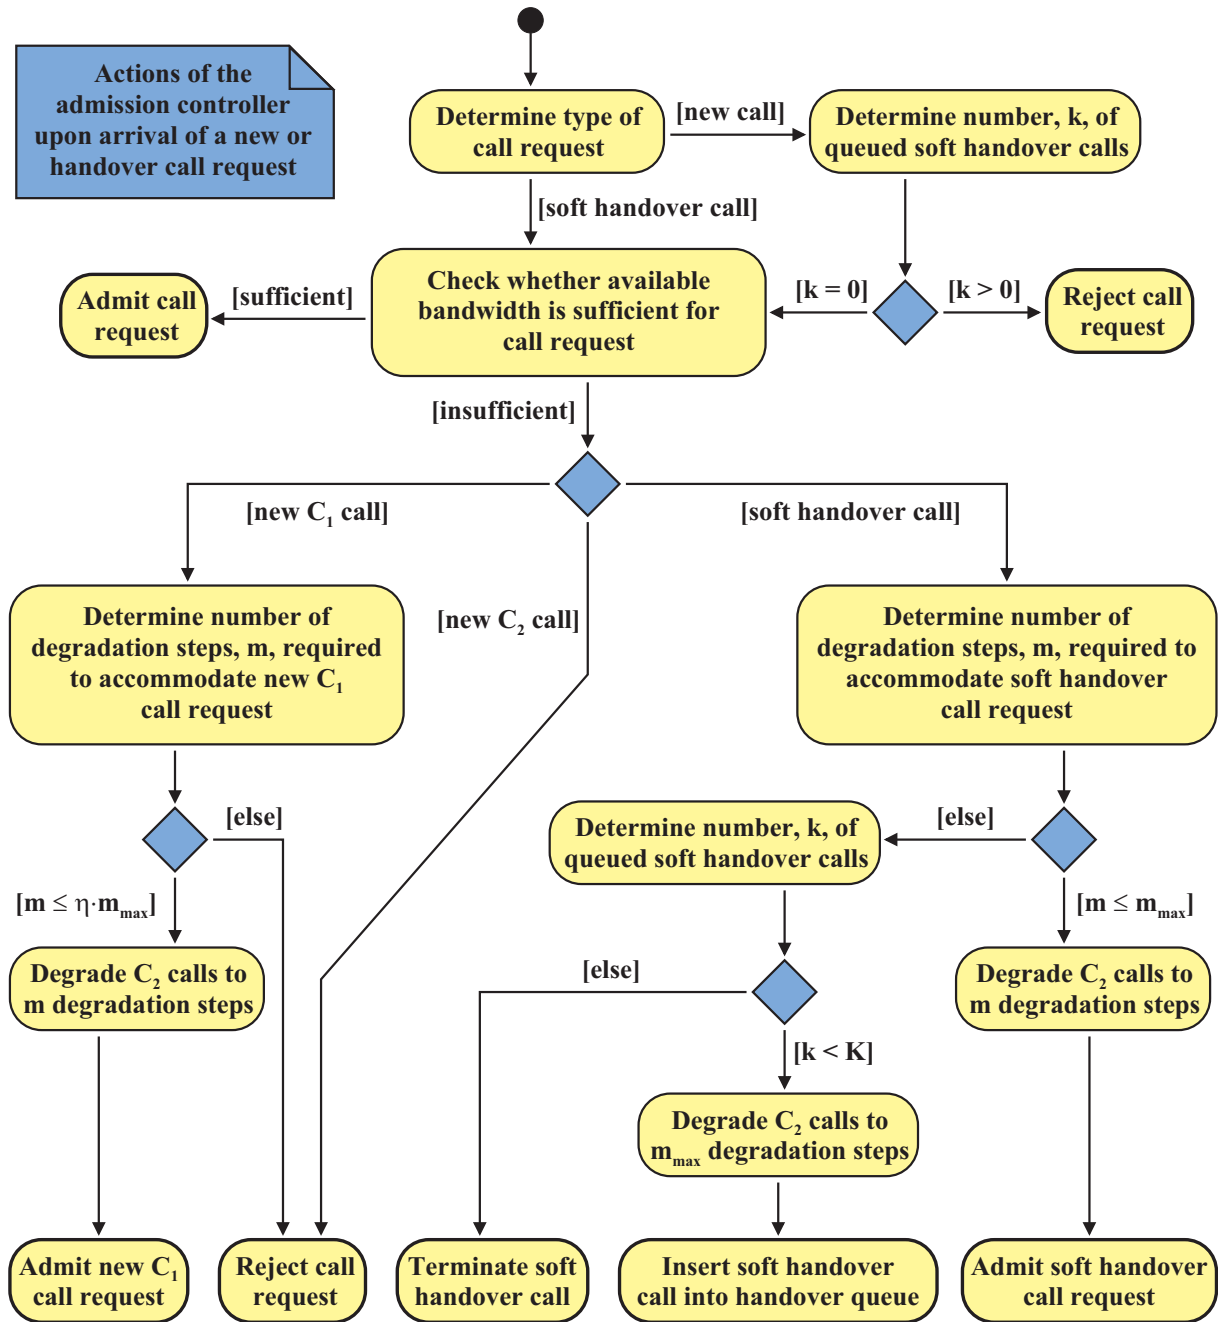 Actions of the
admission controller
upon arrival of a new or
handover call request
Determine type of
call request
[new call]
Determine number, k, of
queued soft handover calls
[soft handover call]
Admit call
request
[sufficient]
Check whether available
bandwidth is sufficient for
call request
[k = 0]
[k > 0]
Reject call
request
[insufficient]
[new C₁ call]
[soft handover call]
[new C₂ call]
Determine number of
degradation steps, m, required
to accommodate new C₁
call request
Determine number of
degradation steps, m, required to
accommodate soft handover
call request
[else]
Determine number, k, of
queued soft handover calls
[else]
[m ≤ η·mₘₐₓ]
[m ≤ mₘₐₓ]
Degrade C₂ calls to
m degradation steps
[else]
Degrade C₂ calls to
m degradation steps
[k < K]
Degrade C₂ calls to
mₘₐₓ degradation steps
Admit new C₁
call request
Reject call
request
Terminate soft
handover call
Insert soft handover
call into handover queue
Admit soft handover
call request